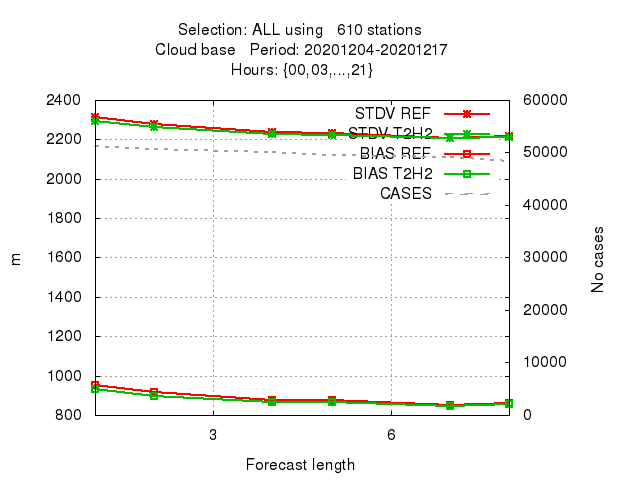 Selection: ALL using   610 stations
Cloud base   Period: 20201204-20201217
Hours: {00,03,...,21}
2400
2200
2000
1800
1600
1400
1200
1000
800
m
STDV REF
STDV T2H2
BIAS REF
BIAS T2H2
CASES
60000
50000
40000
30000
20000
10000
0
No cases
3
6
Forecast length